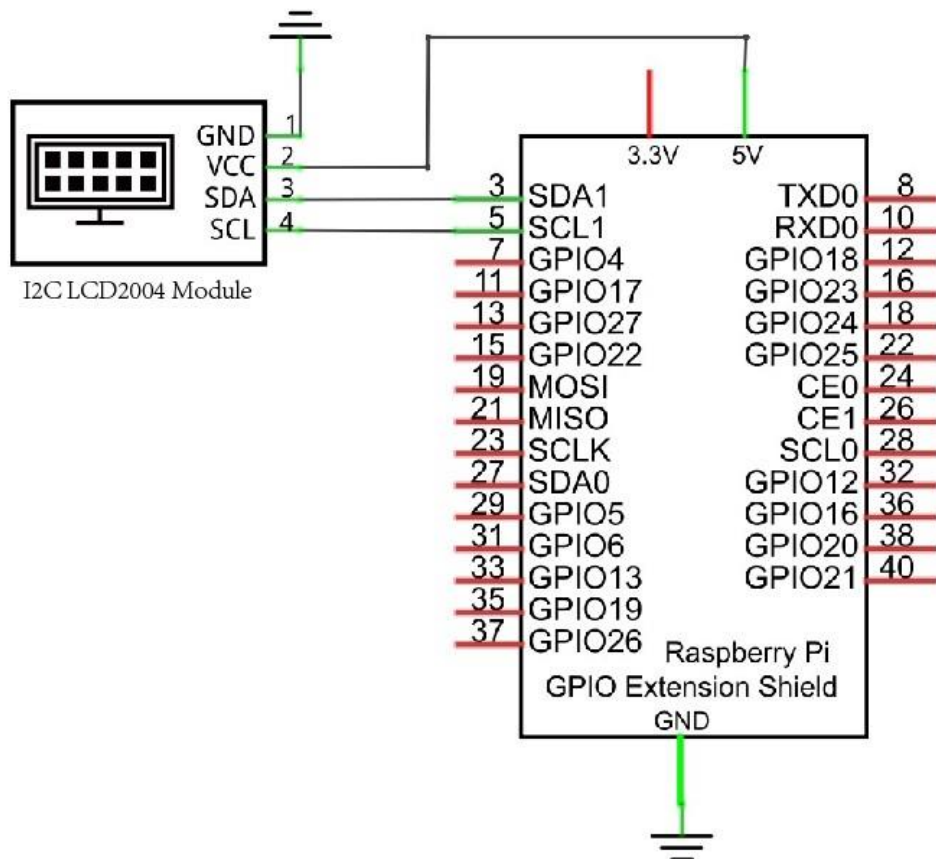 GND 1
VCC 2
SDA 3
SCL 4
I2C LCD2004 Module
3.3V 5V
3 SDA1 TXD0 8
5 SCL1 RXD0 10
7 GPIO4 GPIO18 12
11 GPIO17 GPIO23 16
13 GPIO27 GPIO24 18
15 GPIO22 GPIO25 22
19 MOSI CE0 24
21 MISO CE1 26
23 SCLK SCL0 28
27 SDA0 GPIO12 32
29 GPIO5 GPIO16 36
31 GPIO6 GPIO20 38
33 GPIO13 GPIO21 40
35 GPIO19
37 GPIO26
Raspberry Pi
GPIO Extension Shield
GND